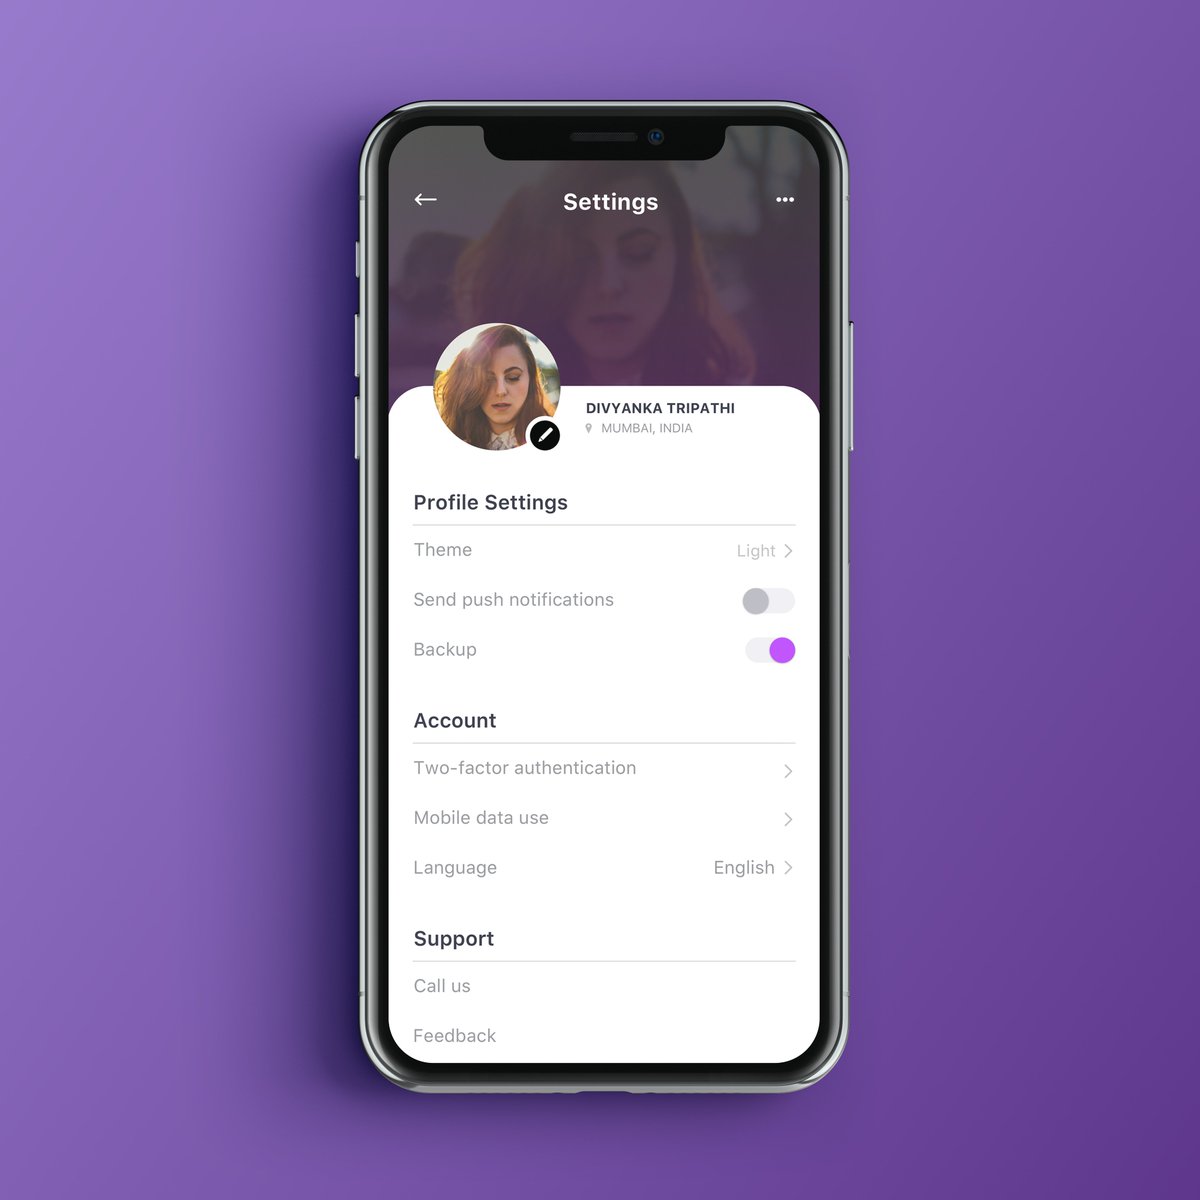 Settings
DIVYANKA TRIPATHI
MUMBAI, INDIA
Profile Settings
Theme Light
Send push notifications
Backup
Account
Two-factor authentication
Mobile data use
Language English
Support
Call us
Feedback